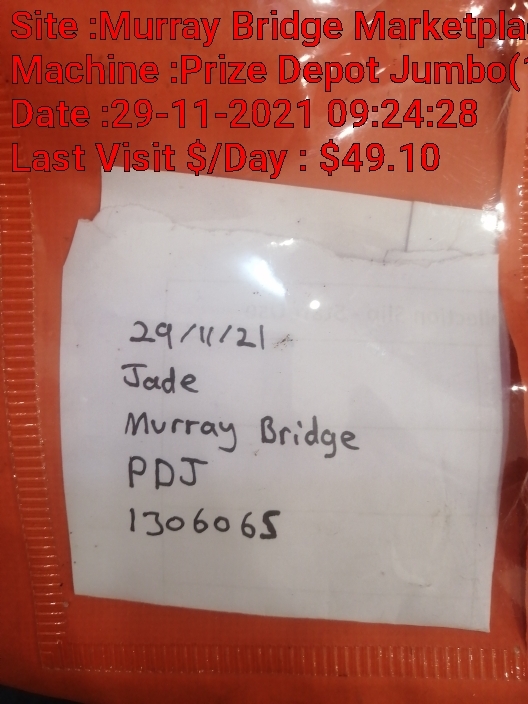 Site :Murray Bridge Marketpla
Machine :Prize Depot Jumbo(
Date :29-11-2021 09:24:28
Last Visit $/Day : $49.10
29/11/21
Jade
Murray Bridge
PDJ
1306065